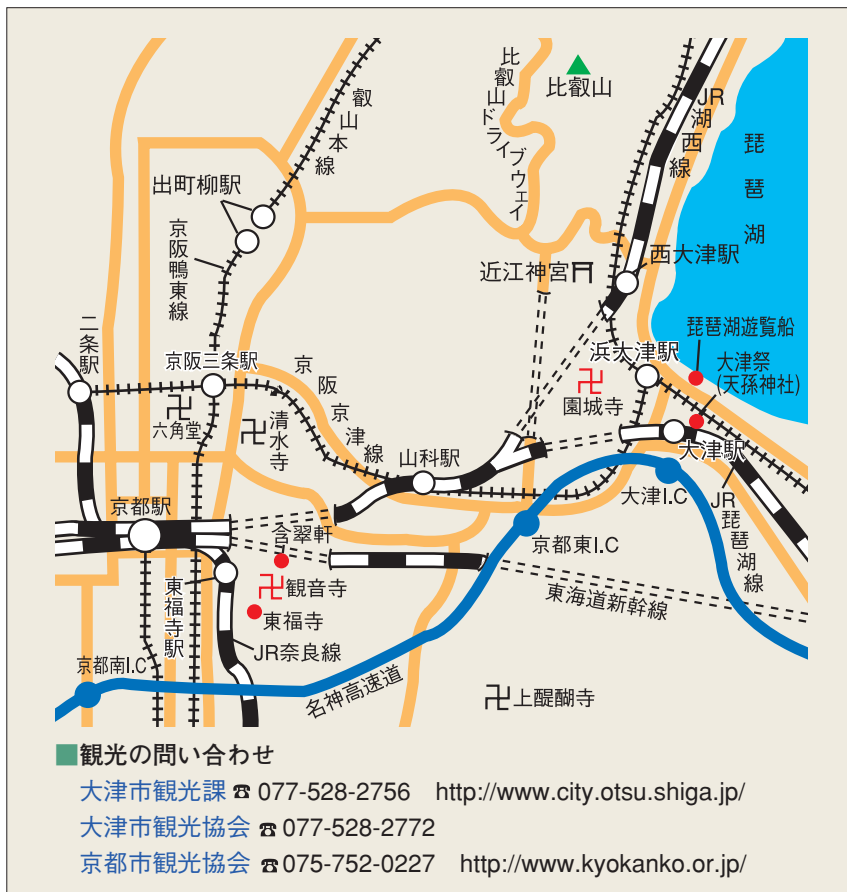 比叡山ドライブウェイ
比叡山
JR湖西線
琵琶湖
叡山本線
出町柳駅
京阪鴨東線
近江神宮
西大津駅
二条駅
京阪三条駅
京阪京津線
浜大津駅
琵琶湖遊覧船
大津祭
(天孫神社)
卍
六角堂
卍
清水寺
卍
園城寺
山科駅
大津駅
大津I.C
JR琵琶湖線
京都駅
含翠軒
京都東I.C
卍観音寺
東福寺駅
東福寺
東海道新幹線
JR奈良線
京都南I.C
名神高速道
卍上醍醐寺
■観光の問い合わせ
大津市観光課 ☎ 077-528-2756 http://www.city.otsu.shiga.jp/
大津市観光協会 ☎ 077-528-2772
京都市観光協会 ☎ 075-752-0227 http://www.kyokanko.or.jp/